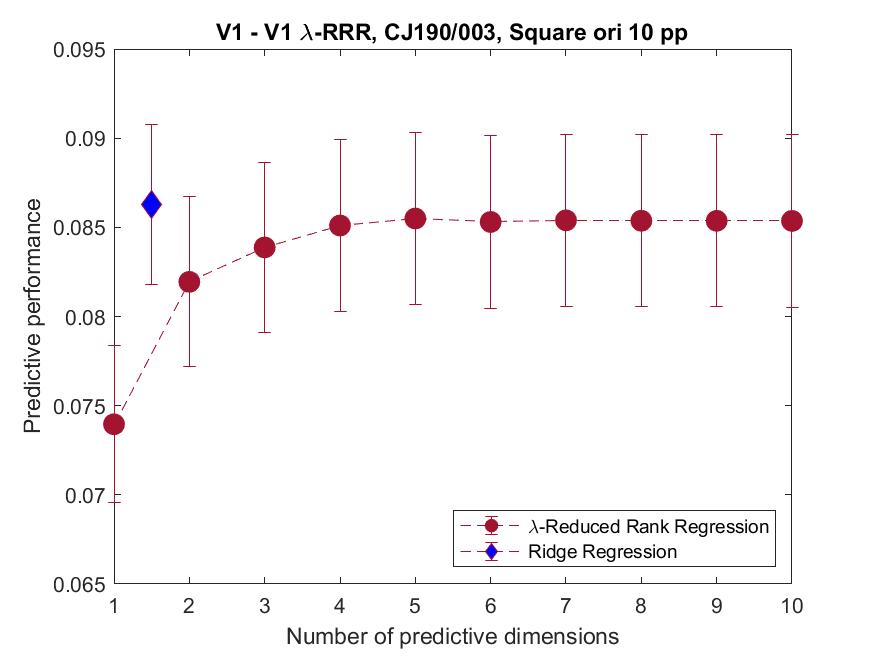 V1 - V1 λ-RRR, CJ190/003, Square ori 10 pp
0.095
0.09
0.085
0.08
0.075
0.07
0.065
Predictive performance
λ-Reduced Rank Regression
Ridge Regression
1 2 3 4 5 6 7 8 9 10
Number of predictive dimensions